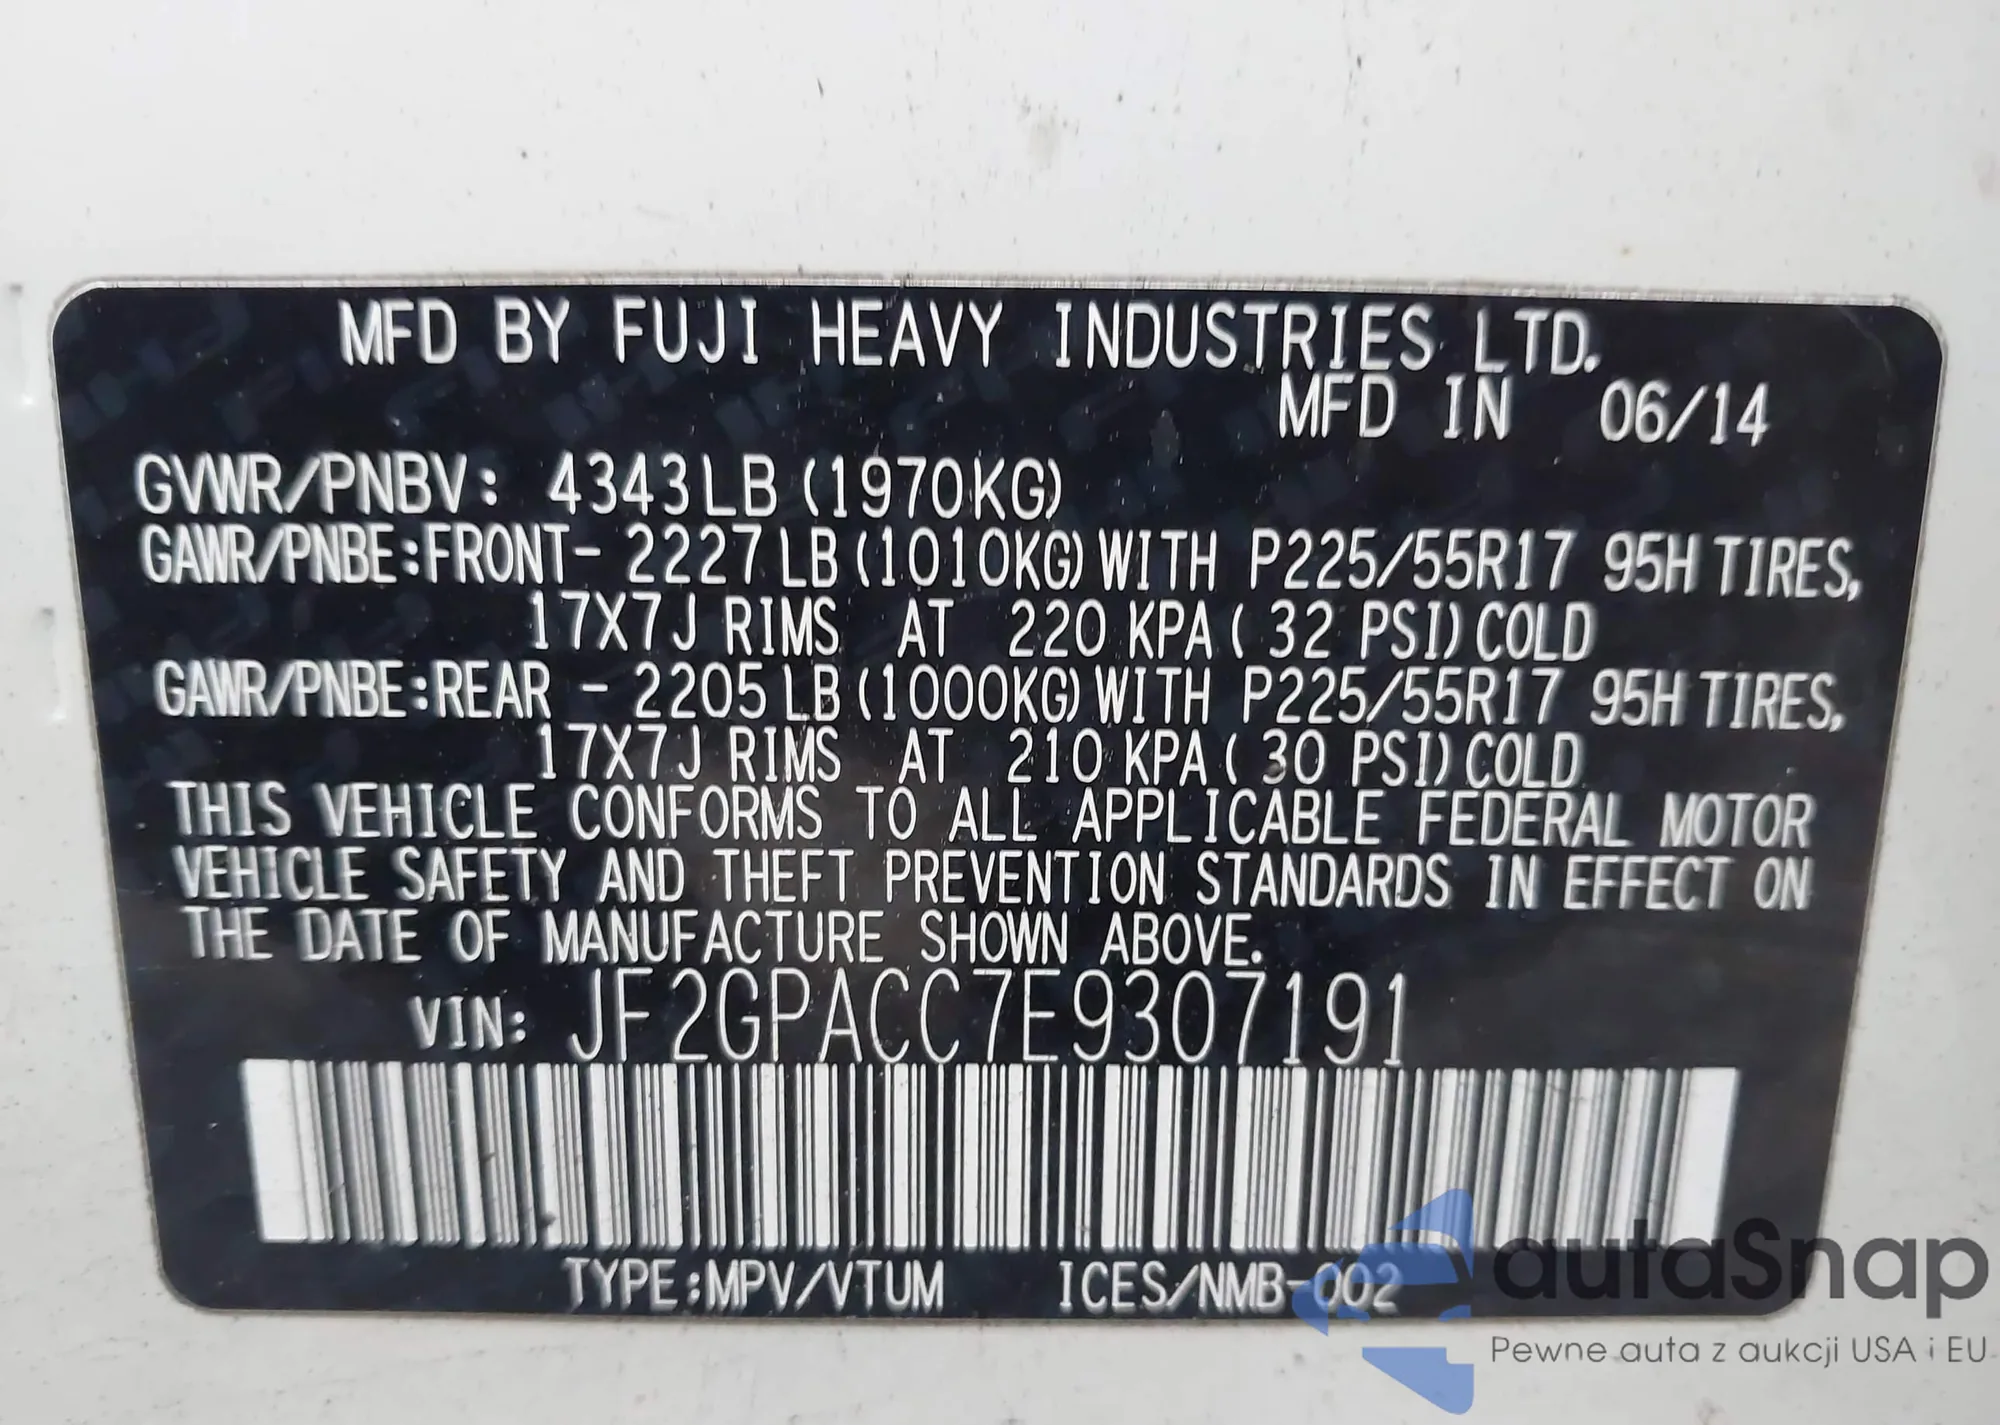 MFD BY FUJI HEAVY INDUSTRIES LTD.
MFD IN 06/14
GVWR/PNBV: 4343LB (1970KG)
GAWR/PNBE:FRONT- 2227LB (1010KG) WITH P225/55R17 95H TIRES,
17X7J RIMS AT 220 KPA ( 32 PSI) COLD
GAWR/PNBE:REAR - 2205LB (1000KG) WITH P225/55R17 95H TIRES,
17X7J RIMS AT 210 KPA ( 30 PSI) COLD
THIS VEHICLE CONFORMS TO ALL APPLICABLE FEDERAL MOTOR
VEHICLE SAFETY AND THEFT PREVENTION STANDARDS IN EFFECT ON
THE DATE OF MANUFACTURE SHOWN ABOVE.
VIN: JF2GPACC7E9307191
TYPE:MPV/VTUM ICES/NMB-002
autaSnap
Pewne auta z aukcji USA i EU